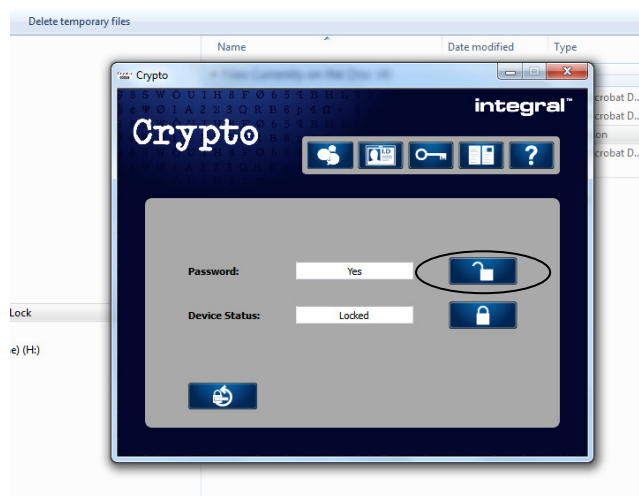 Delete temporary files
Name Date modified Type
Crypto
integral™
Crypto
I.D
?
crobat D...
crobat D...
on
crobat D...
Password: Yes
Device Status: Locked
Lock
e) (H:)